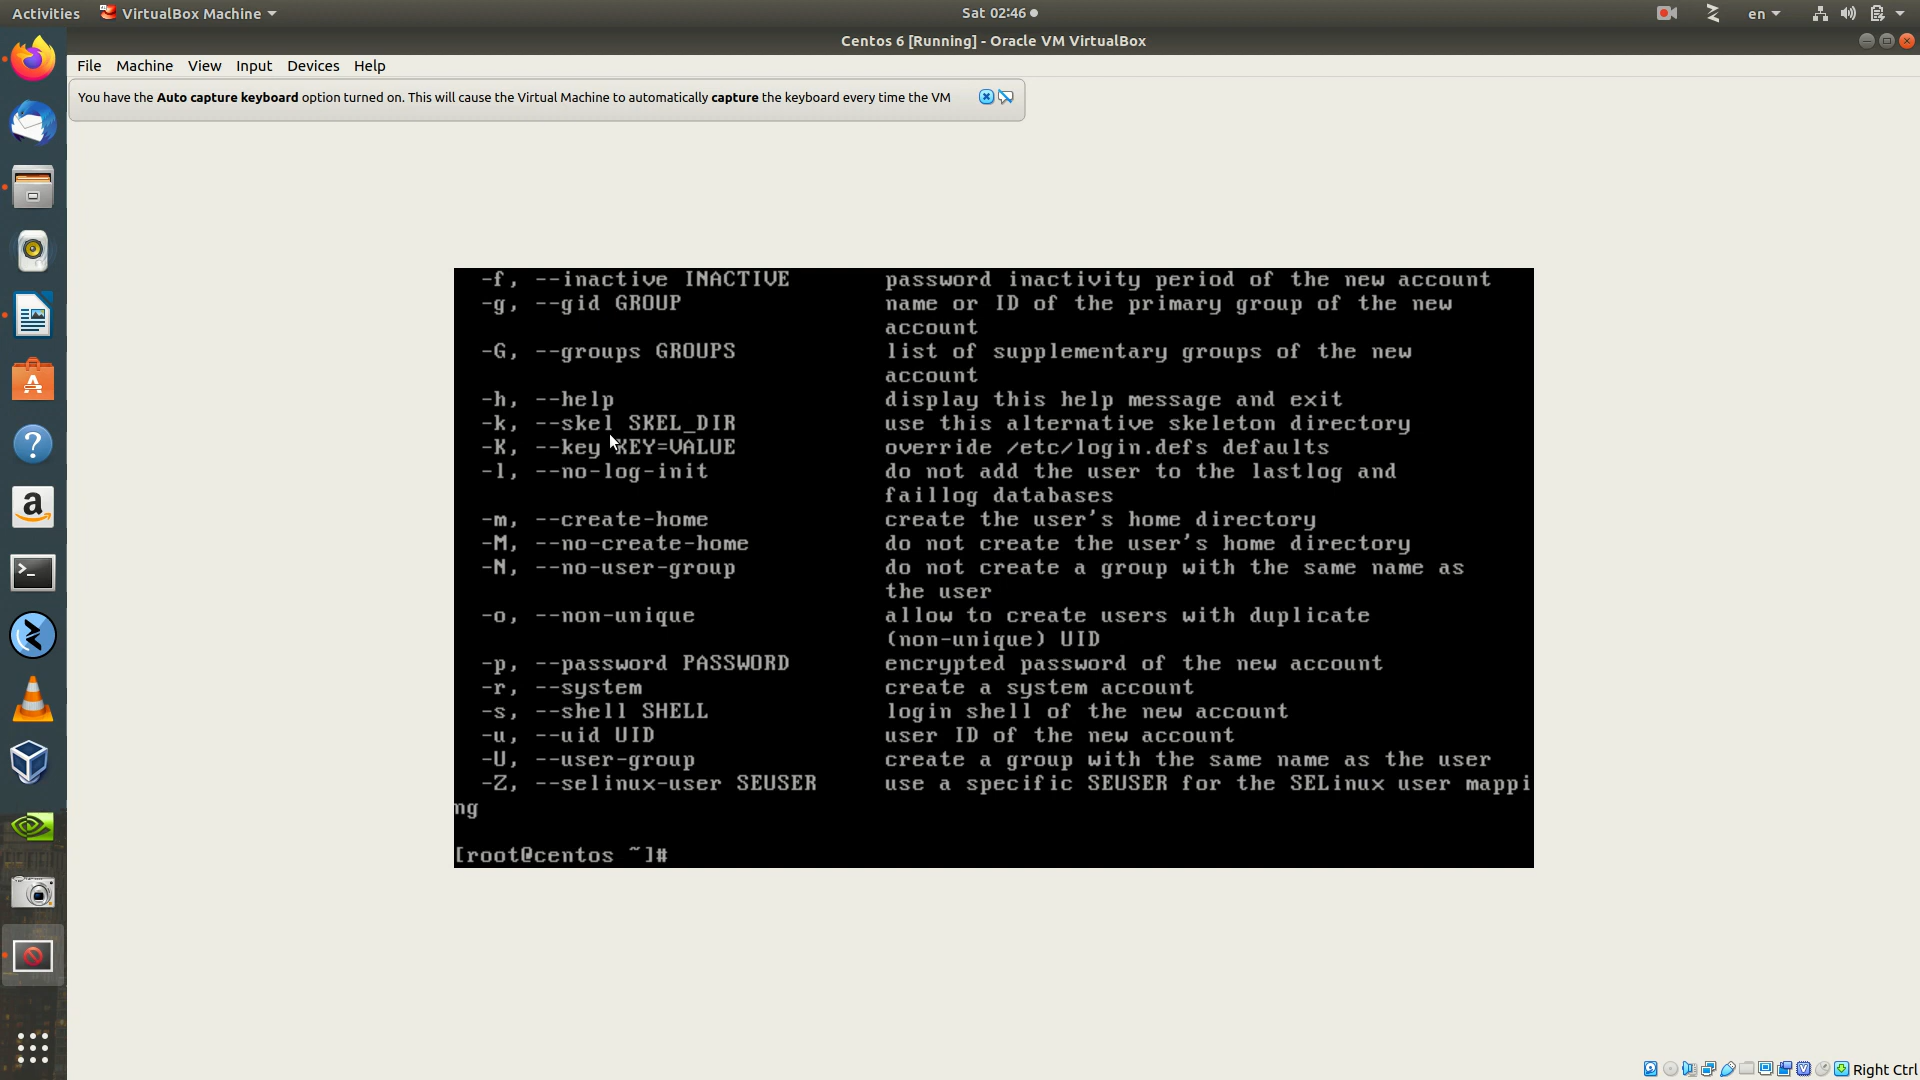 Activities VirtualBox Machine Sat 02:46 en
Centos 6 [Running] - Oracle VM VirtualBox
File Machine View Input Devices Help
You have the Auto capture keyboard option turned on. This will cause the Virtual Machine to automatically capture the keyboard every time the VM
-f, --inactive INACTIVE password inactivity period of the new account
-g, --gid GROUP name or ID of the primary group of the new
account
-G, --groups GROUPS list of supplementary groups of the new
account
-h, --help display this help message and exit
-k, --skel SKEL_DIR use this alternative skeleton directory
-K, --key KEY=VALUE override /etc/login.defs defaults
-l, --no-log-init do not add the user to the lastlog and
faillog databases
-m, --create-home create the user's home directory
-M, --no-create-home do not create the user's home directory
-N, --no-user-group do not create a group with the same name as
the user
-o, --non-unique allow to create users with duplicate
(non-unique) UID
-p, --password PASSWORD encrypted password of the new account
-r, --system create a system account
-s, --shell SHELL login shell of the new account
-u, --uid UID user ID of the new account
-U, --user-group create a group with the same name as the user
-Z, --selinux-user SEUSER use a specific SEUSER for the SELinux user mappi
ng
[root@centos ~]#
Right Ctrl